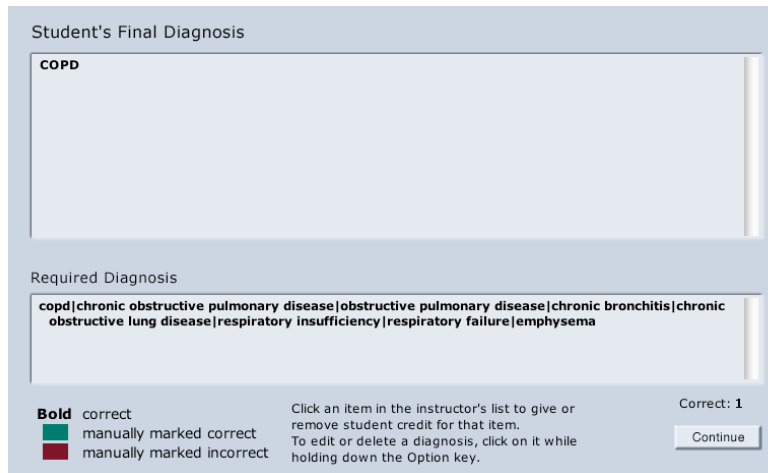 Student's Final Diagnosis
COPD
Required Diagnosis
copd|chronic obstructive pulmonary disease|obstructive pulmonary disease|chronic bronchitis|chronic
obstructive lung disease|respiratory insufficiency|respiratory failure|emphysema
Bold correct
manually marked correct
manually marked incorrect
Click an item in the instructor's list to give or
remove student credit for that item.
To edit or delete a diagnosis, click on it while
holding down the Option key.
Correct: 1
Continue